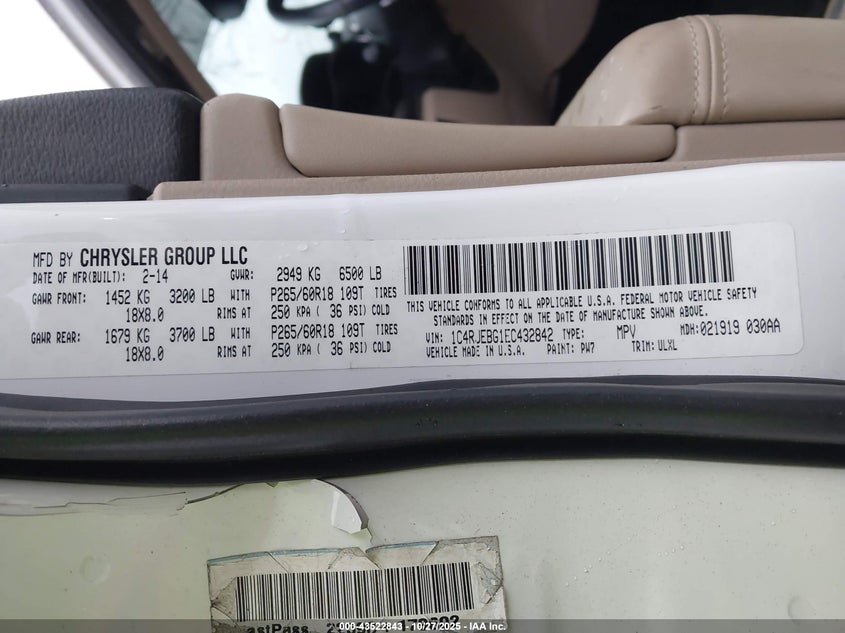 MFD BY CHRYSLER GROUP LLC
DATE OF MFR(BUILT): 2-14 GVWR: 2949 KG 6500 LB
GAWR FRONT: 1452 KG 3200 LB WITH P265/60R18 109T TIRES
18X8.0 RIMS AT 250 KPA ( 36 PSI) COLD
GAWR REAR: 1679 KG 3700 LB WITH P265/60R18 109T TIRES
18X8.0 RIMS AT 250 KPA ( 36 PSI) COLD
THIS VEHICLE CONFORMS TO ALL APPLICABLE U.S.A. FEDERAL MOTOR VEHICLE SAFETY
STANDARDS IN EFFECT ON THE DATE OF MANUFACTURE SHOWN ABOVE.
VIN: 1C4RJEBG1EC432842 TYPE: MPV MDH:021919 030AA
VEHICLE MADE IN U.S.A. PAINT: PW7 TRIM: ULXL
astPass
© 000-43522843 - 10/27/2025 - IAA Inc.